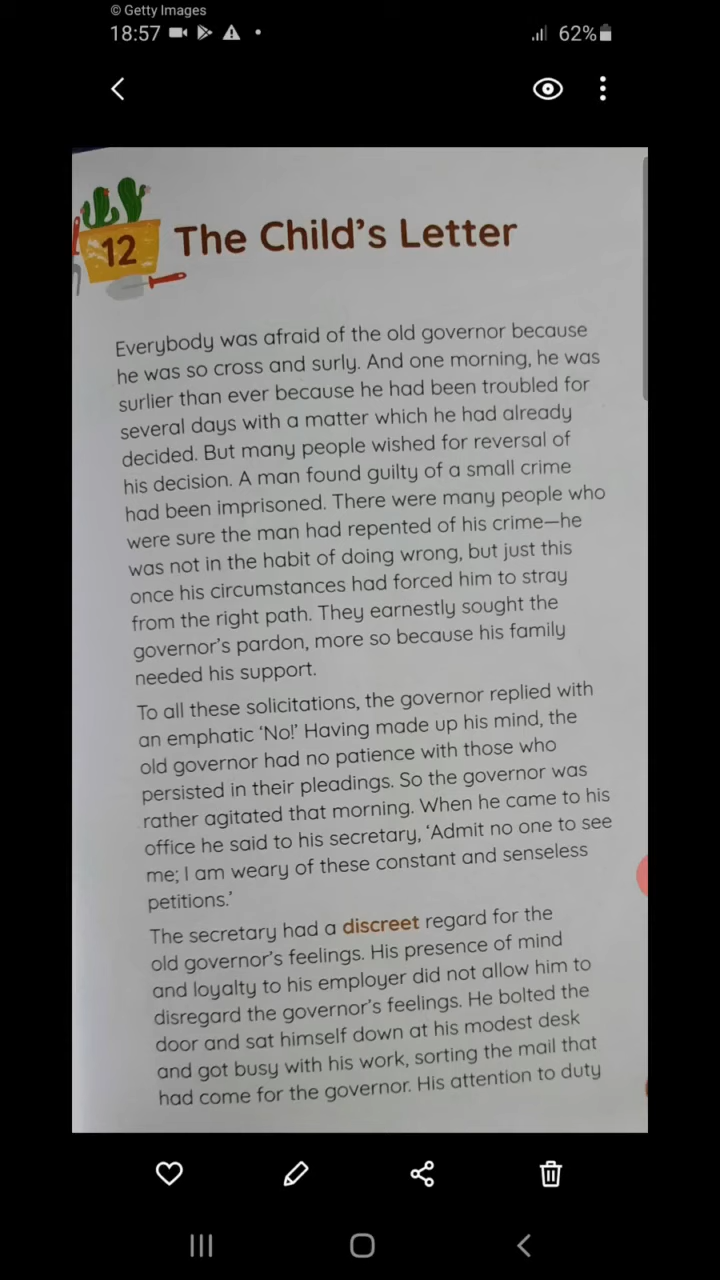 © Getty Images
18:57
62%
12
The Child's Letter
Everybody was afraid of the old governor because
he was so cross and surly. And one morning, he was
surlier than ever because he had been troubled for
several days with a matter which he had already
decided. But many people wished for reversal of
his decision. A man found guilty of a small crime
had been imprisoned. There were many people who
were sure the man had repented of his crime—he
was not in the habit of doing wrong, but just this
once his circumstances had forced him to stray
from the right path. They earnestly sought the
governor's pardon, more so because his family
needed his support.
To all these solicitations, the governor replied with
an emphatic 'No!' Having made up his mind, the
old governor had no patience with those who
persisted in their pleadings. So the governor was
rather agitated that morning. When he came to his
office he said to his secretary, 'Admit no one to see
me; I am weary of these constant and senseless
petitions.'
The secretary had a discreet regard for the
old governor's feelings. His presence of mind
and loyalty to his employer did not allow him to
disregard the governor's feelings. He bolted the
door and sat himself down at his modest desk
and got busy with his work, sorting the mail that
had come for the governor. His attention to duty